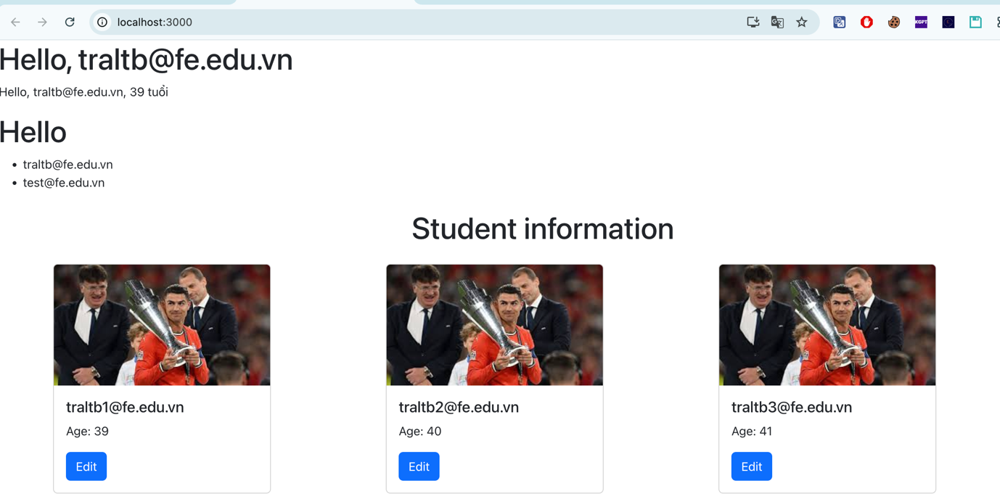 localhost:3000
KGPT
Hello, traltb@fe.edu.vn
Hello, traltb@fe.edu.vn, 39 tuổi
Hello
traltb@fe.edu.vn
test@fe.edu.vn
Student information
traltb1@fe.edu.vn
Age: 39
Edit
traltb2@fe.edu.vn
Age: 40
Edit
traltb3@fe.edu.vn
Age: 41
Edit